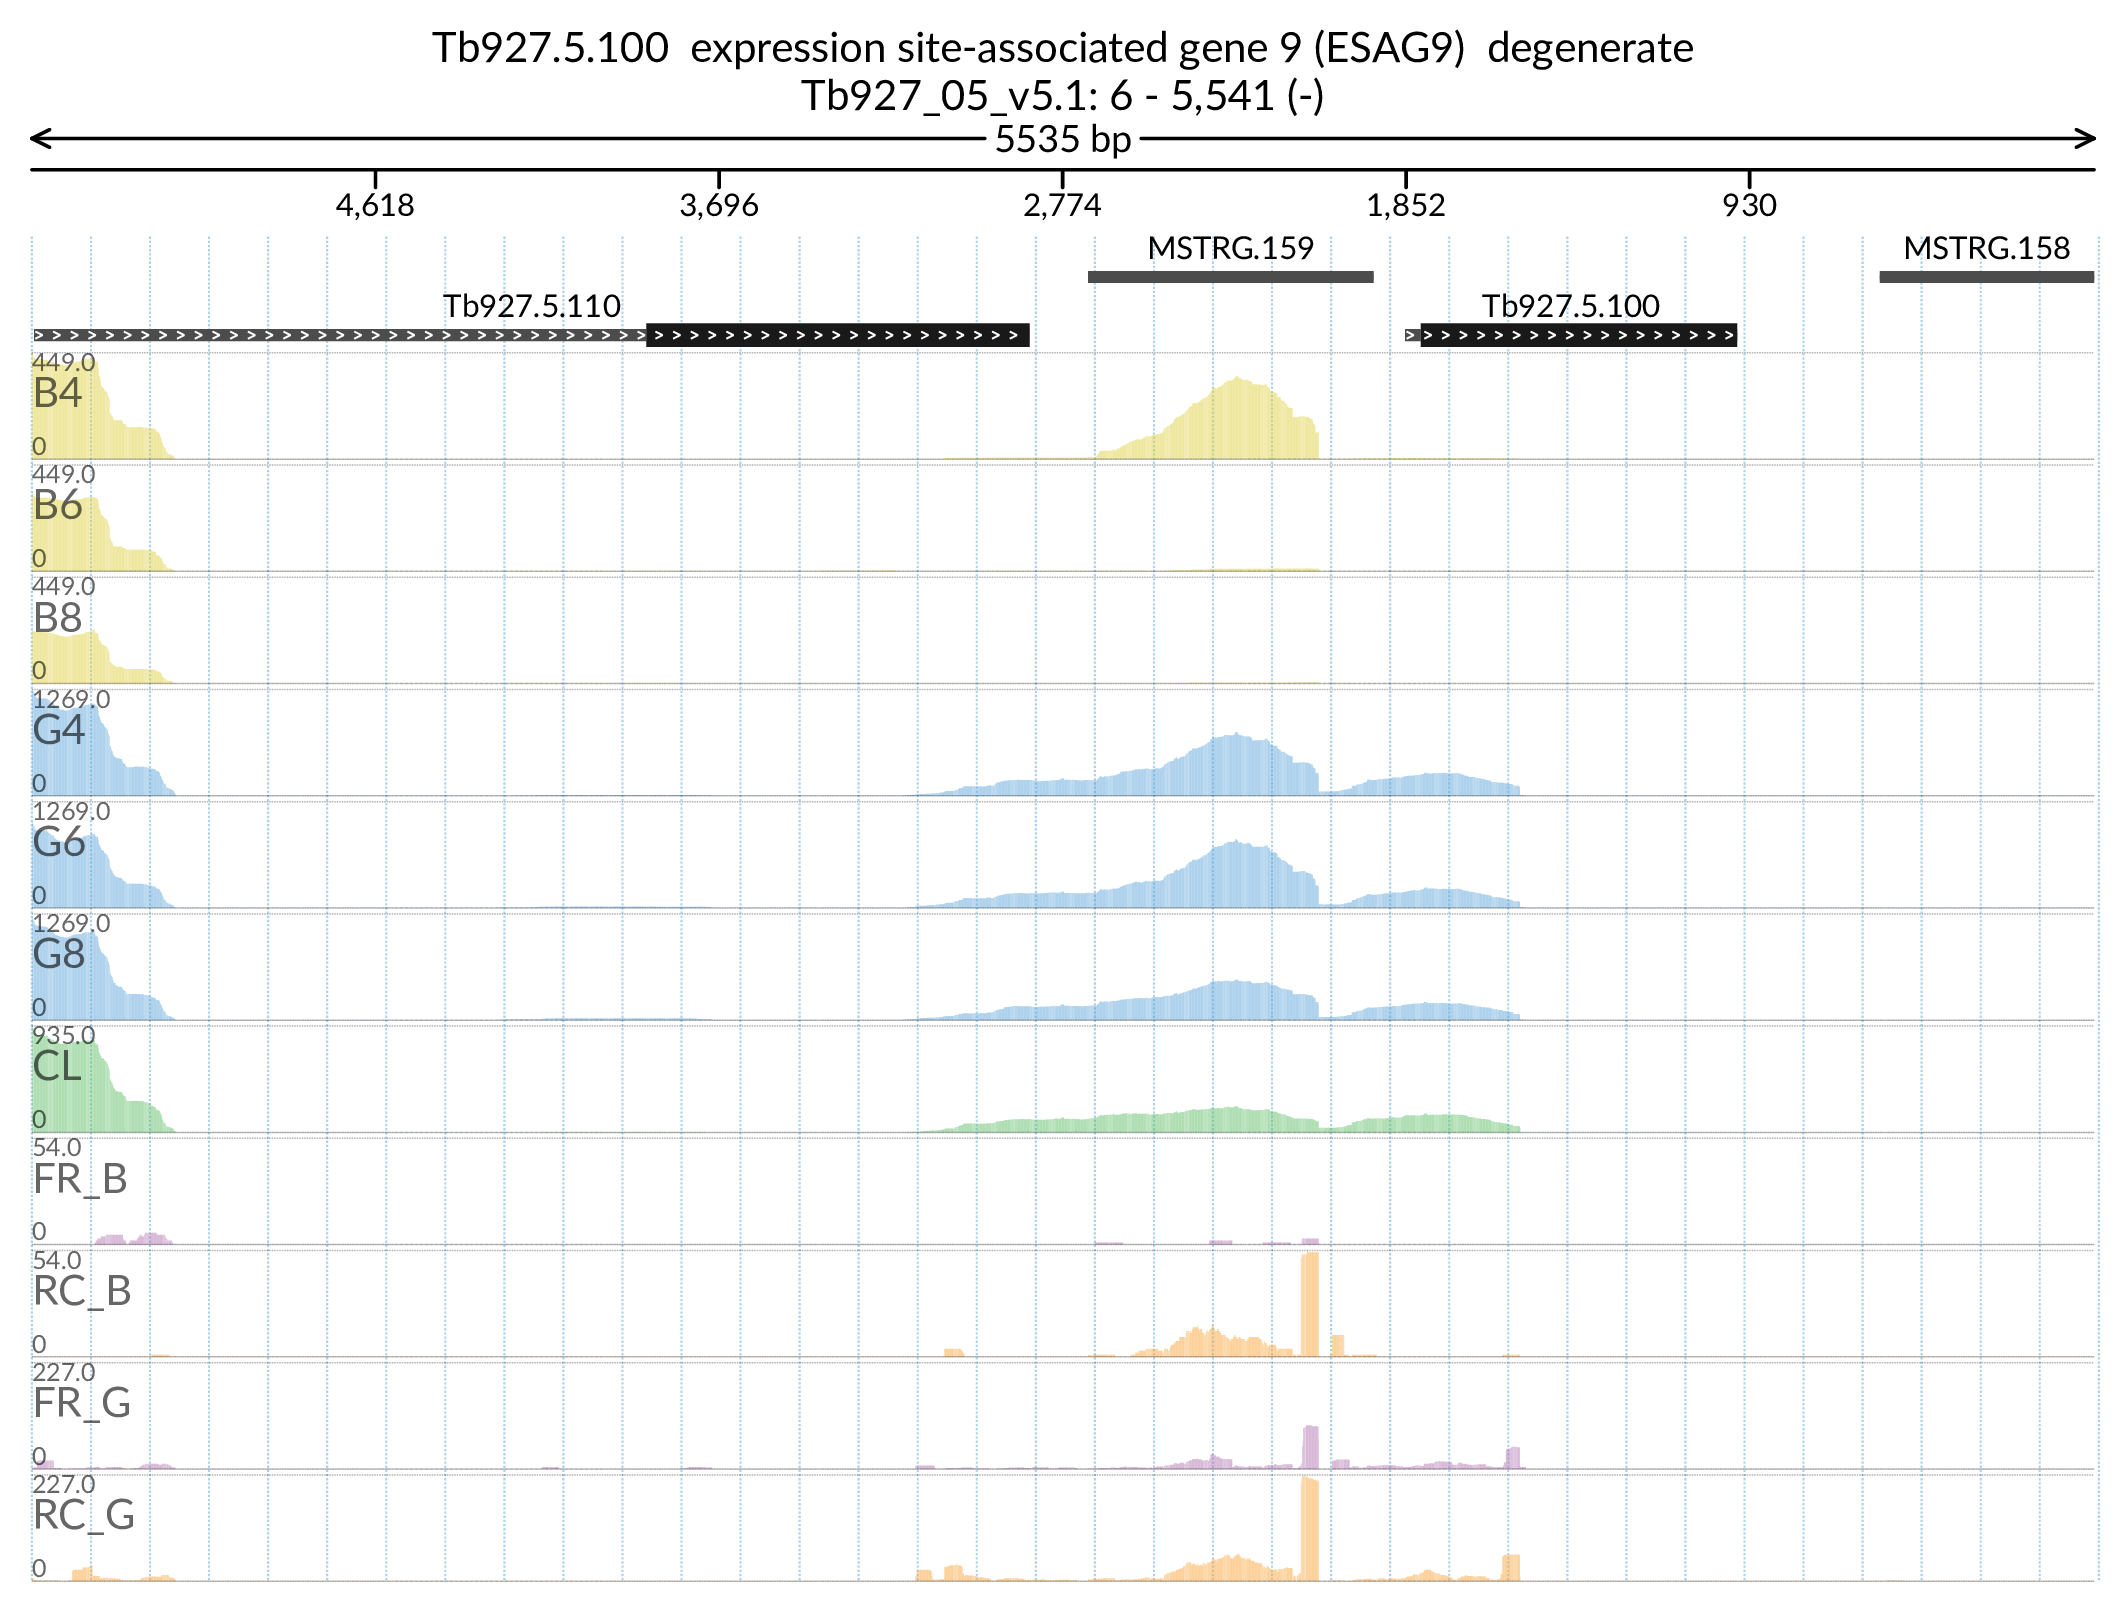 Tb927.5.100 expression site-associated gene 9 (ESAG9) degenerate
Tb927_05_v5.1: 6 - 5,541 (-)
5535 bp
4,618 3,696 2,774 1,852 930
MSTRG.159 MSTRG.158
Tb927.5.110 Tb927.5.100
449.0
B4
0
449.0
B6
0
449.0
B8
0
1269.0
G4
0
1269.0
G6
0
1269.0
G8
0
935.0
CL
0
54.0
FR_B
0
54.0
RC_B
0
227.0
FR_G
0
227.0
RC_G
0